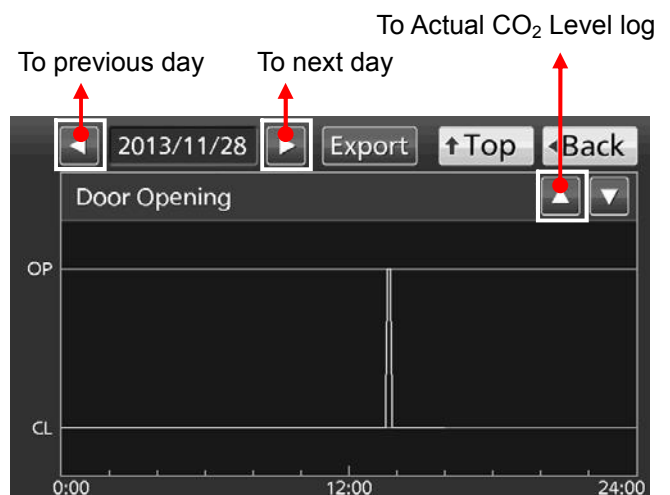 To Actual CO₂ Level log
To previous day To next day
2013/11/28 Export ↑Top ◂Back
Door Opening
OP
CL
0:00 12:00 24:00